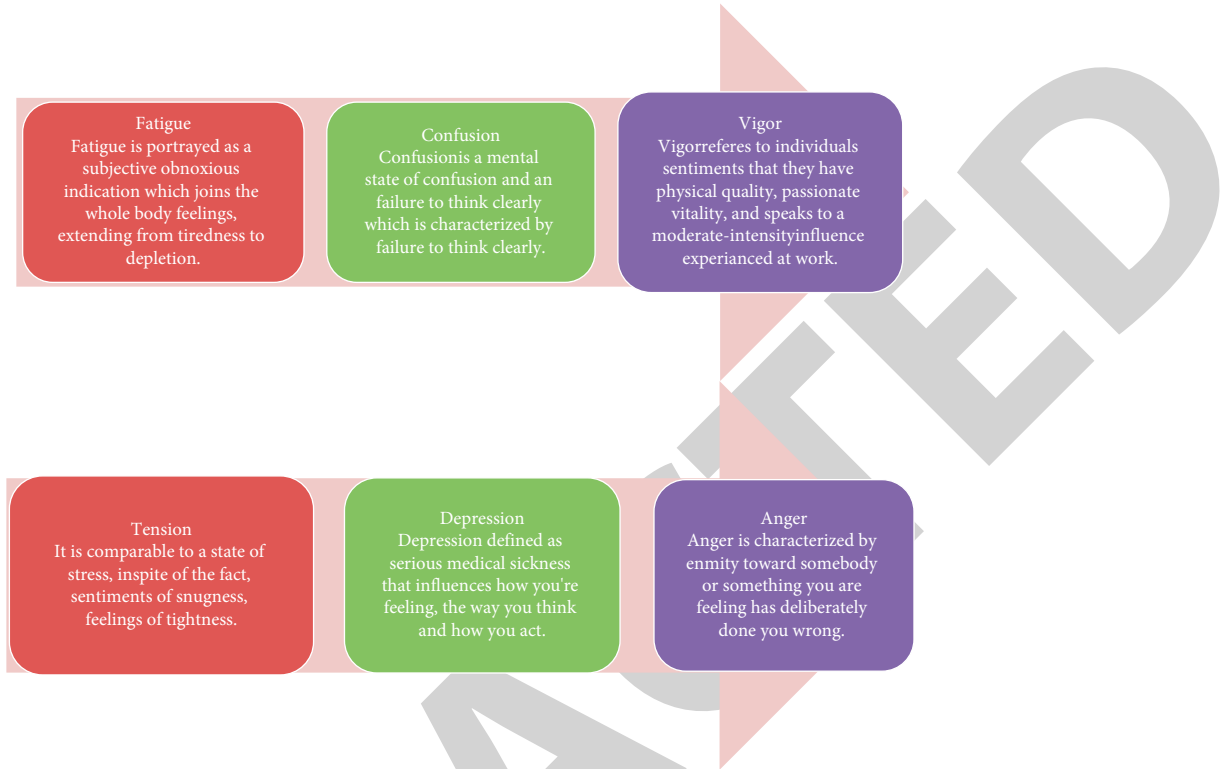 Fatigue
Fatigue is portrayed as a
subjective obnoxious
indication which joins the
whole body feelings,
extending from tiredness to
depletion.
Confusion
Confusionis a mental
state of confusion and an
failure to think clearly
which is characterized by
failure to think clearly.
Vigor
Vigorreferes to individuals
sentiments that they have
physical quality, passionate
vitality, and speaks to a
moderate-intensityinfluence
experianced at work.
Tension
It is comparable to a state of
stress, inspite of the fact,
sentiments of snugness,
feelings of tightness.
Depression
Depression defined as
serious medical sickness
that influences how you're
feeling, the way you think
and how you act.
Anger
Anger is characterized by
enmity toward somebody
or something you are
feeling has deliberately
done you wrong.
ACTED